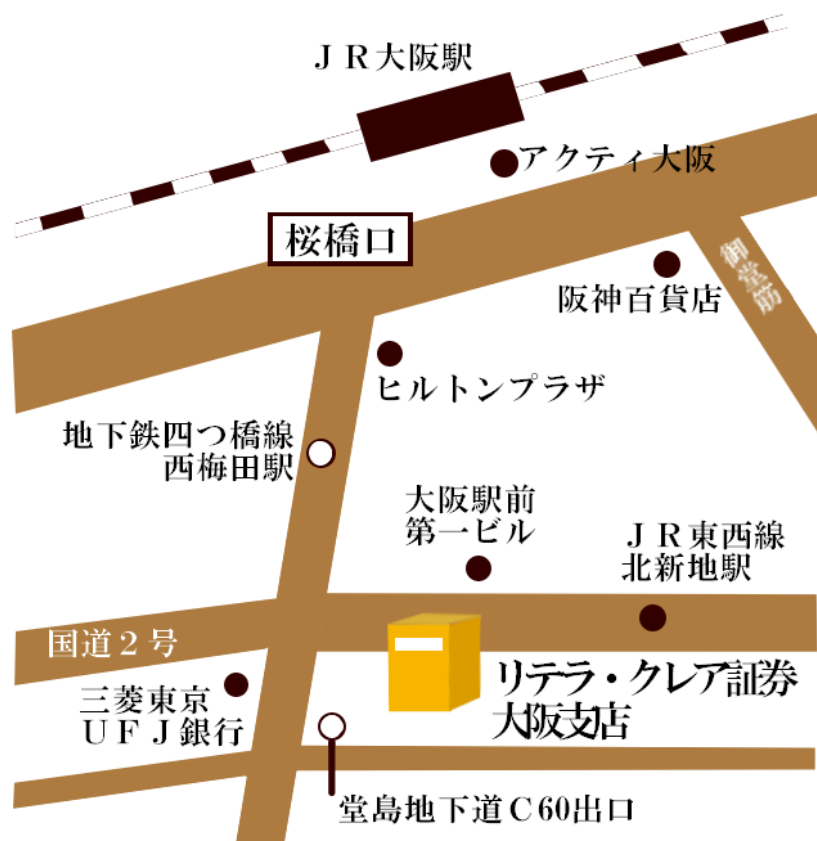 ＪＲ大阪駅
アクティ大阪
桜橋口
御堂筋
阪神百貨店
ヒルトンプラザ
地下鉄四つ橋線
西梅田駅
大阪駅前
第一ビル
ＪＲ東西線
北新地駅
国道２号
三菱東京
ＵＦＪ銀行
リテラ・クレア証券
大阪支店
堂島地下道Ｃ60出口